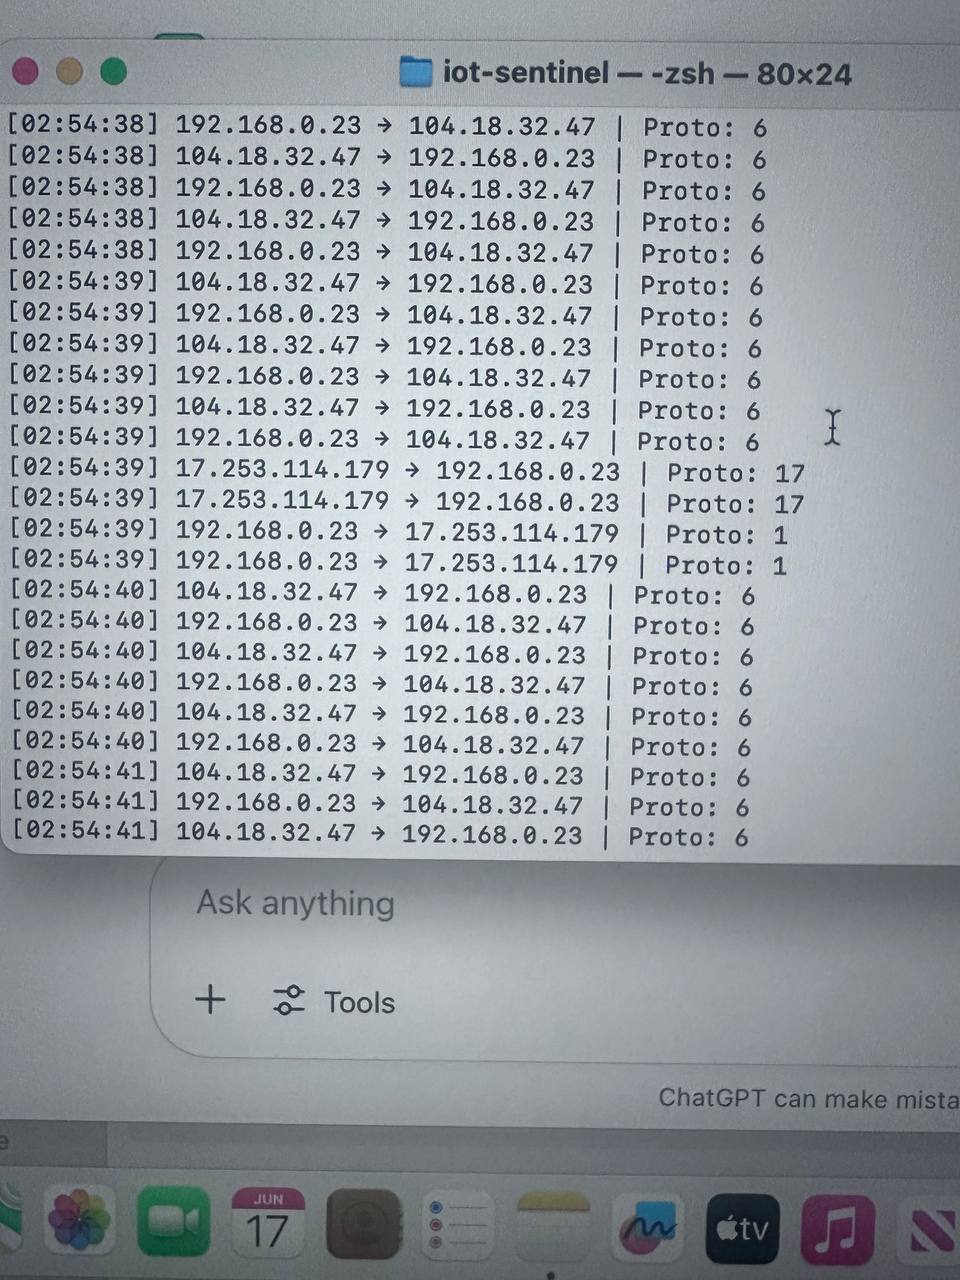 iot-sentinel — -zsh — 80×24
[02:54:38] 192.168.0.23 → 104.18.32.47 | Proto: 6
[02:54:38] 104.18.32.47 → 192.168.0.23 | Proto: 6
[02:54:38] 192.168.0.23 → 104.18.32.47 | Proto: 6
[02:54:38] 104.18.32.47 → 192.168.0.23 | Proto: 6
[02:54:38] 192.168.0.23 → 104.18.32.47 | Proto: 6
[02:54:39] 104.18.32.47 → 192.168.0.23 | Proto: 6
[02:54:39] 192.168.0.23 → 104.18.32.47 | Proto: 6
[02:54:39] 104.18.32.47 → 192.168.0.23 | Proto: 6
[02:54:39] 192.168.0.23 → 104.18.32.47 | Proto: 6
[02:54:39] 104.18.32.47 → 192.168.0.23 | Proto: 6
[02:54:39] 192.168.0.23 → 104.18.32.47 | Proto: 6
[02:54:39] 17.253.114.179 → 192.168.0.23 | Proto: 17
[02:54:39] 17.253.114.179 → 192.168.0.23 | Proto: 17
[02:54:39] 192.168.0.23 → 17.253.114.179 | Proto: 1
[02:54:39] 192.168.0.23 → 17.253.114.179 | Proto: 1
[02:54:40] 104.18.32.47 → 192.168.0.23 | Proto: 6
[02:54:40] 192.168.0.23 → 104.18.32.47 | Proto: 6
[02:54:40] 104.18.32.47 → 192.168.0.23 | Proto: 6
[02:54:40] 192.168.0.23 → 104.18.32.47 | Proto: 6
[02:54:40] 104.18.32.47 → 192.168.0.23 | Proto: 6
[02:54:40] 192.168.0.23 → 104.18.32.47 | Proto: 6
[02:54:41] 104.18.32.47 → 192.168.0.23 | Proto: 6
[02:54:41] 192.168.0.23 → 104.18.32.47 | Proto: 6
[02:54:41] 104.18.32.47 → 192.168.0.23 | Proto: 6
Ask anything
Tools
ChatGPT can make mista
e
JUN
17
tv